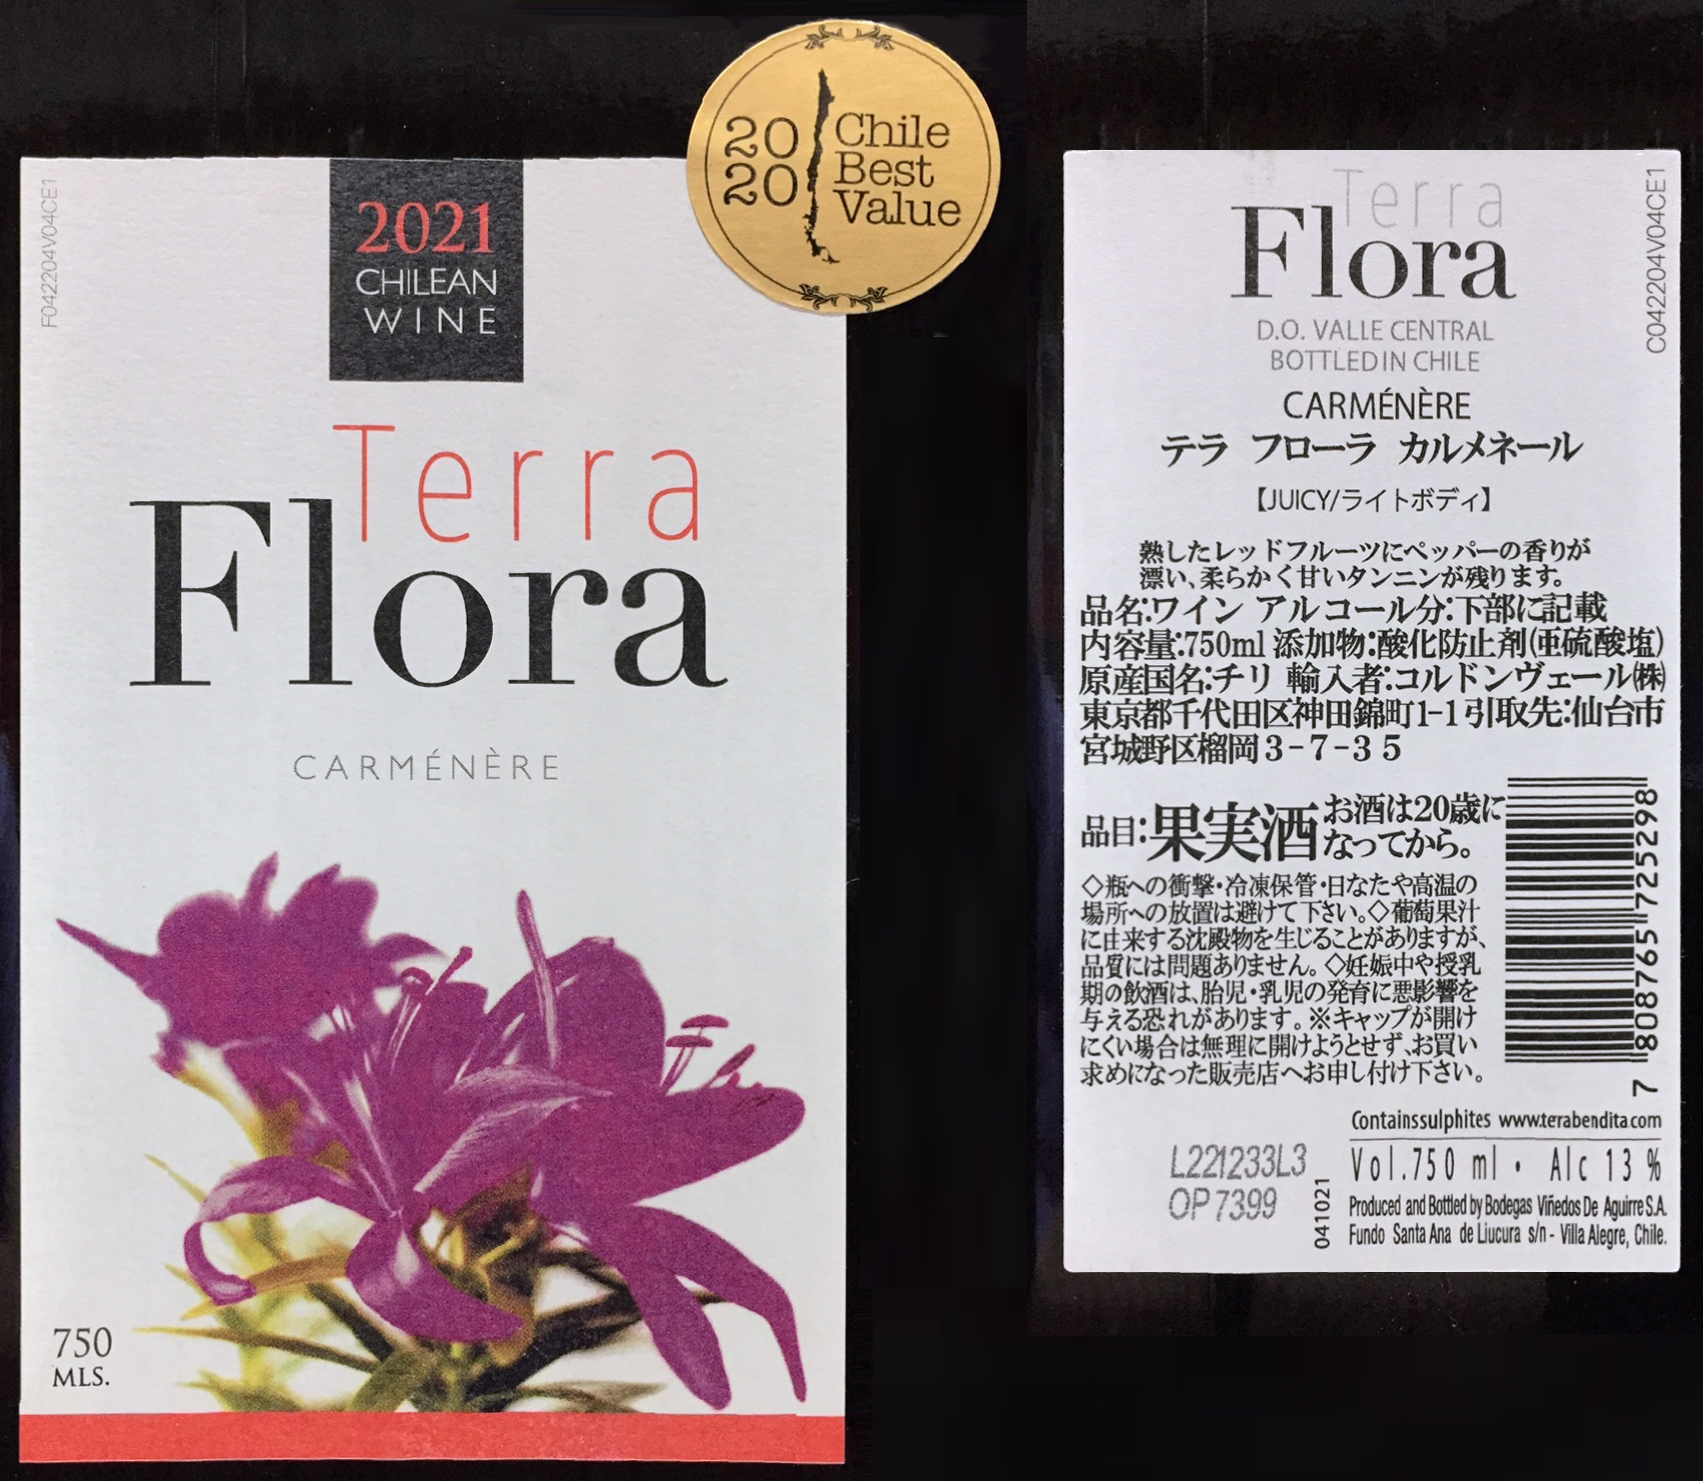 F042204V04CE1
2021
CHILEAN
WINE
Terra
Flora
CARMÉNÈRE
750
MLS.
20
20
Chile
Best
Value
Terra
Flora
D.O. VALLE CENTRAL
BOTTLED IN CHILE
CARMÉNÈRE
テラ フローラ カルメネール
【JUICY/ライトボディ】
熟したレッドフルーツにペッパーの香りが
漂い、柔らかく甘いタンニンが残ります。
品名:ワイン アルコール分:下部に記載
内容量:750ml 添加物:酸化防止剤(亜硫酸塩)
原産国名:チリ 輸入者:コルドンヴェール㈱
東京都千代田区神田錦町1-1引取先:仙台市
宮城野区榴岡3-7-35
品目:果実酒
お酒は20歳に
なってから。
◇瓶への衝撃・冷凍保管・日なたや高温の
場所への放置は避けて下さい。◇葡萄果汁
に由来する沈殿物を生じることがありますが、
品質には問題ありません。◇妊娠中や授乳
期の飲酒は、胎児・乳児の発育に悪影響を
与える恐れがあります。※キャップが開け
にくい場合は無理に開けようとせず、お買い
求めになった販売店へお申し付け下さい。
7 808765 725298
Contains sulphites www.terrabendita.com
Vol.750 ml • Alc 13 %
Produced and Bottled by Bodegas Viñedos De Aguirre S.A.
Fundo Santa Ana de Liucura s/n - Villa Alegre, Chile.
L221233L3
OP 7399
041021
C042204V04CE1